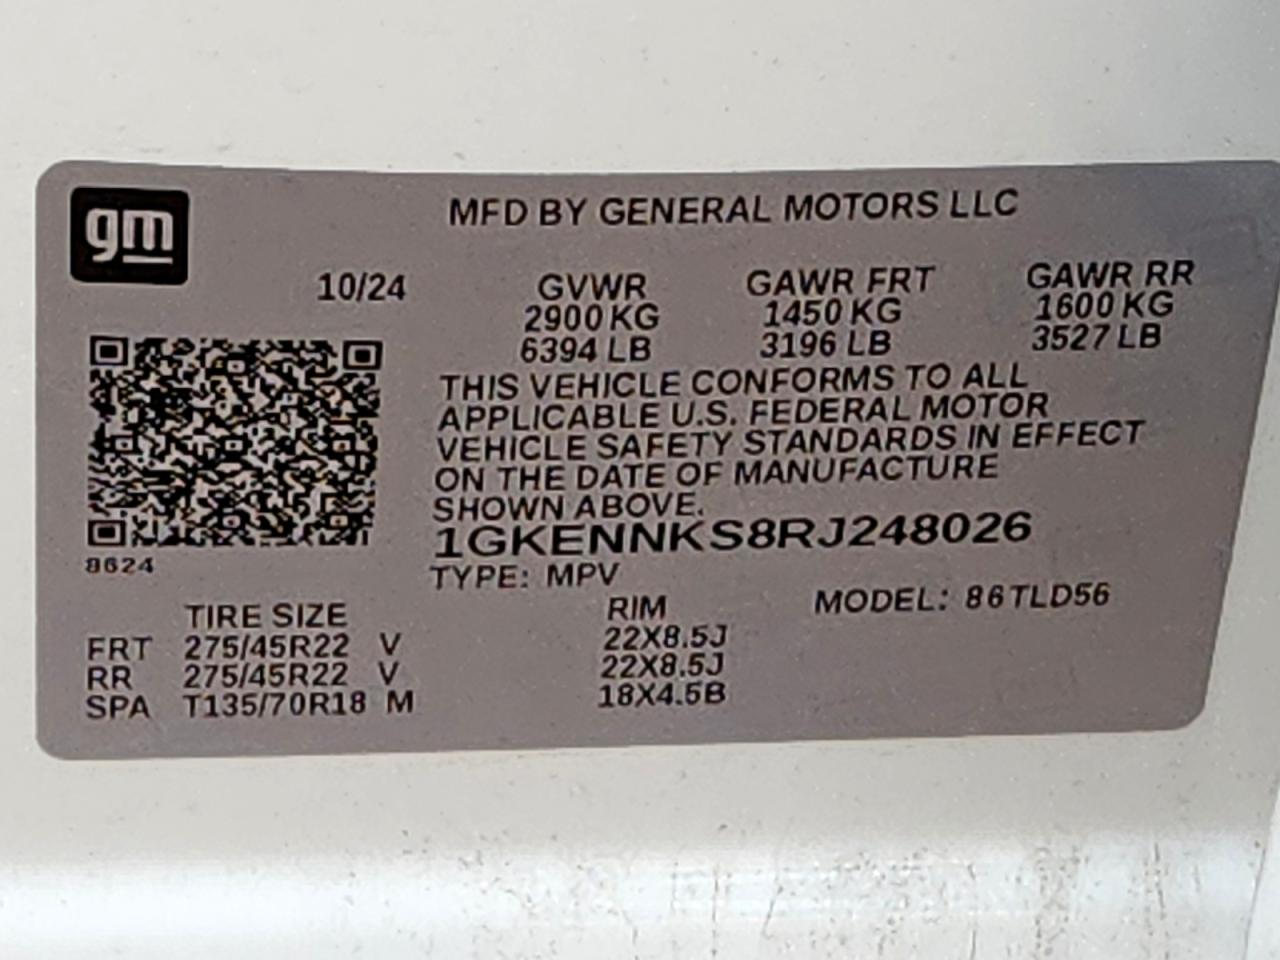 gm
MFD BY GENERAL MOTORS LLC
10/24 GVWR GAWR FRT GAWR RR
2900 KG 1450 KG 1600 KG
6394 LB 3196 LB 3527 LB
THIS VEHICLE CONFORMS TO ALL
APPLICABLE U.S. FEDERAL MOTOR
VEHICLE SAFETY STANDARDS IN EFFECT
ON THE DATE OF MANUFACTURE
SHOWN ABOVE.
1GKENNKS8RJ248026
8624
TYPE: MPV
MODEL: 86TLD56
TIRE SIZE RIM
FRT 275/45R22 V 22X8.5J
RR 275/45R22 V 22X8.5J
SPA T135/70R18 M 18X4.5B